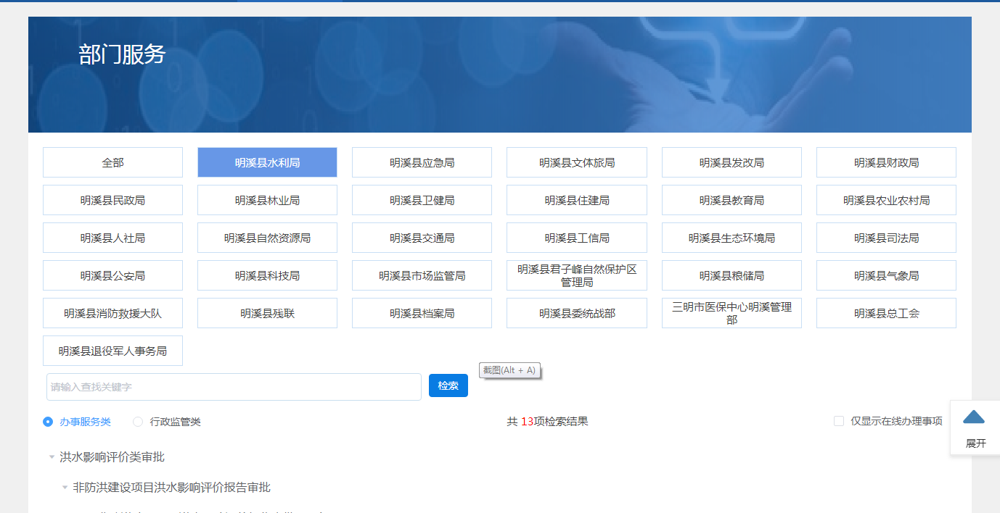 部门服务
全部
明溪县水利局
明溪县应急局
明溪县文体旅局
明溪县发改局
明溪县财政局
明溪县民政局
明溪县林业局
明溪县卫健局
明溪县住建局
明溪县教育局
明溪县农业农村局
明溪县人社局
明溪县自然资源局
明溪县交通局
明溪县工信局
明溪县生态环境局
明溪县司法局
明溪县公安局
明溪县科技局
明溪县市场监管局
明溪县君子峰自然保护区
管理局
明溪县粮储局
明溪县气象局
明溪县消防救援大队
明溪县残联
明溪县档案局
明溪县委统战部
三明市医保中心明溪管理
部
明溪县总工会
明溪县退役军人事务局
请输入查找关键字
检索
截图(Alt + A)
办事服务类
行政监管类
共 13项检索结果
仅显示在线办理事项
展开
洪水影响评价类审批
非防洪建设项目洪水影响评价报告审批